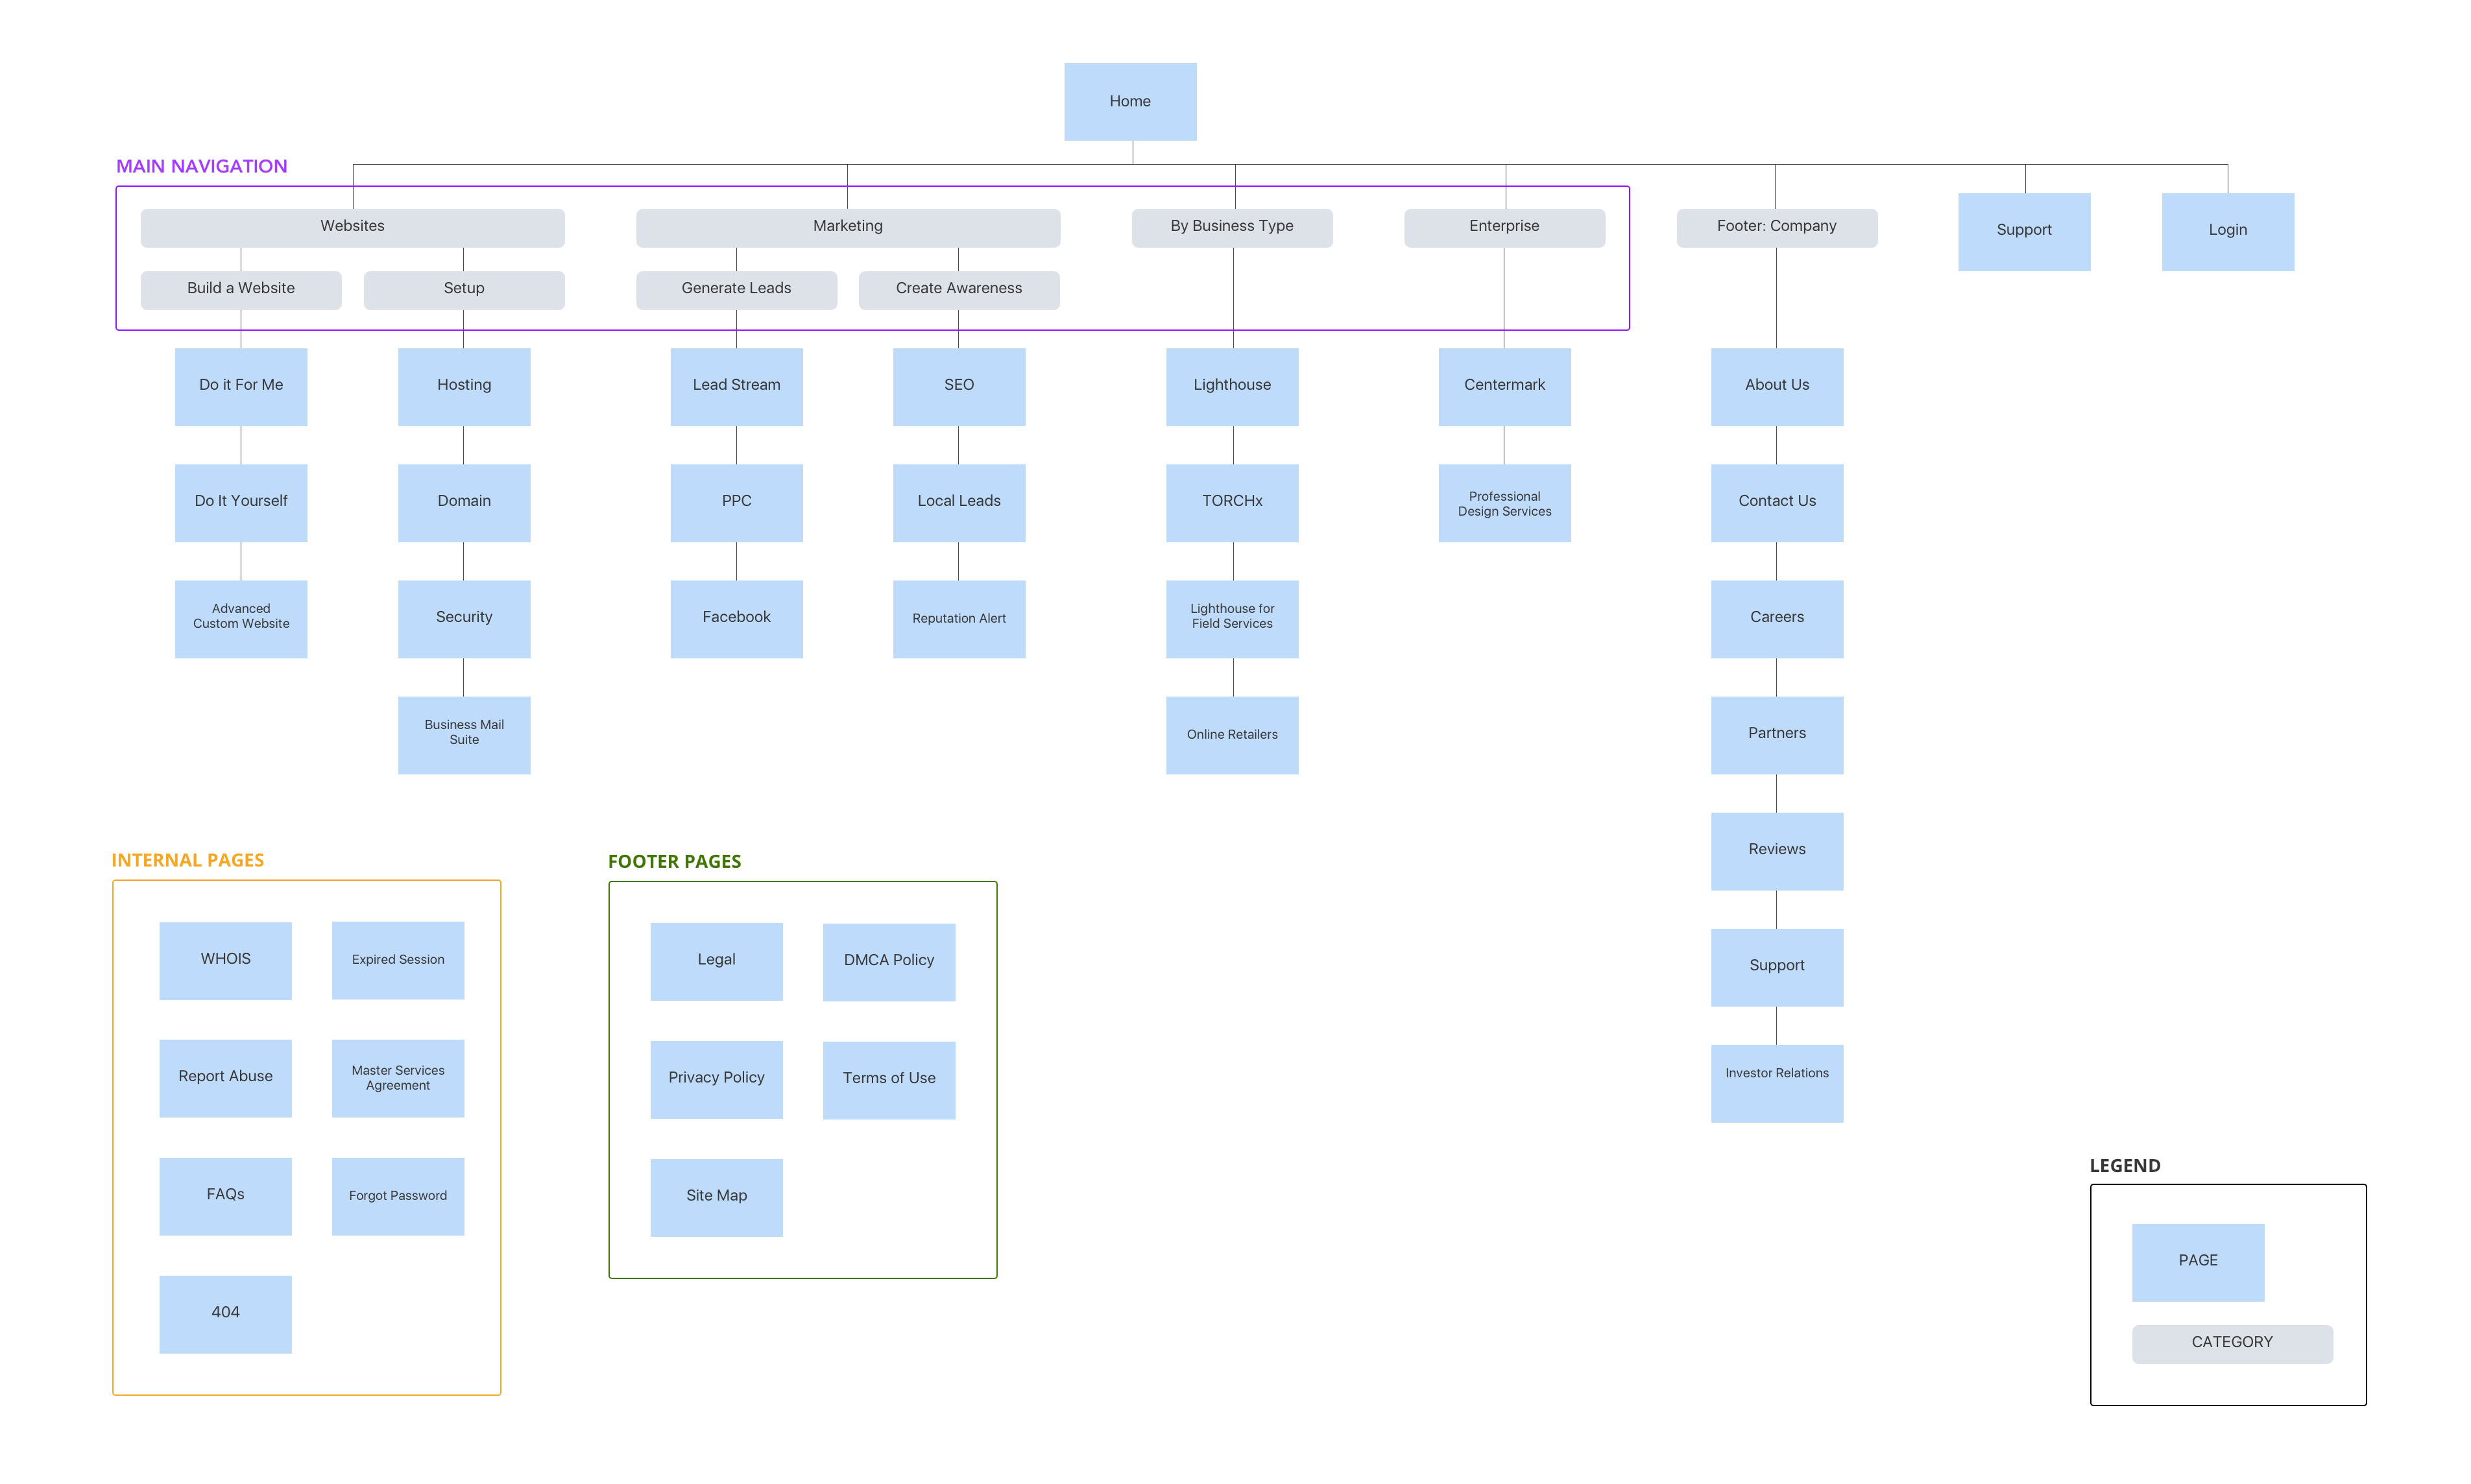 Home
MAIN NAVIGATION
Websites
Marketing
By Business Type
Enterprise
Footer: Company
Support
Login
Build a Website
Setup
Generate Leads
Create Awareness
Do it For Me
Hosting
Lead Stream
SEO
Lighthouse
Centermark
About Us
Do It Yourself
Domain
PPC
Local Leads
TORCHx
Professional
Design Services
Contact Us
Advanced
Custom Website
Security
Facebook
Reputation Alert
Lighthouse for
Field Services
Careers
Business Mail
Suite
Online Retailers
Partners
Reviews
Support
Investor Relations
INTERNAL PAGES
WHOIS
Expired Session
Report Abuse
Master Services
Agreement
FAQs
Forgot Password
404
FOOTER PAGES
Legal
DMCA Policy
Privacy Policy
Terms of Use
Site Map
LEGEND
PAGE
CATEGORY